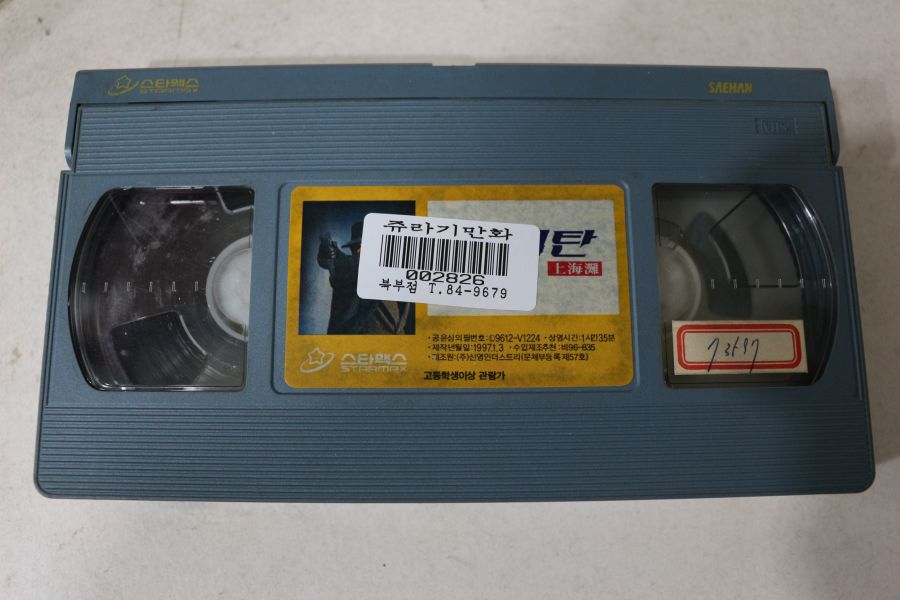 스타맥스
STARMAX
SAEHAN
VHS
쥬라기만화
002826
북부점 T.84-9679
탄
上海灘
·공윤심의필번호:D9612-V1224 ·상영시간:1시간35분
·제작년월일:1997.1.3 ·수입제조추천:비96-835
·대조원:(주)신영인더스트리(문체부등록제57호)
스타맥스
STARMAX
고등학생이상 관람가